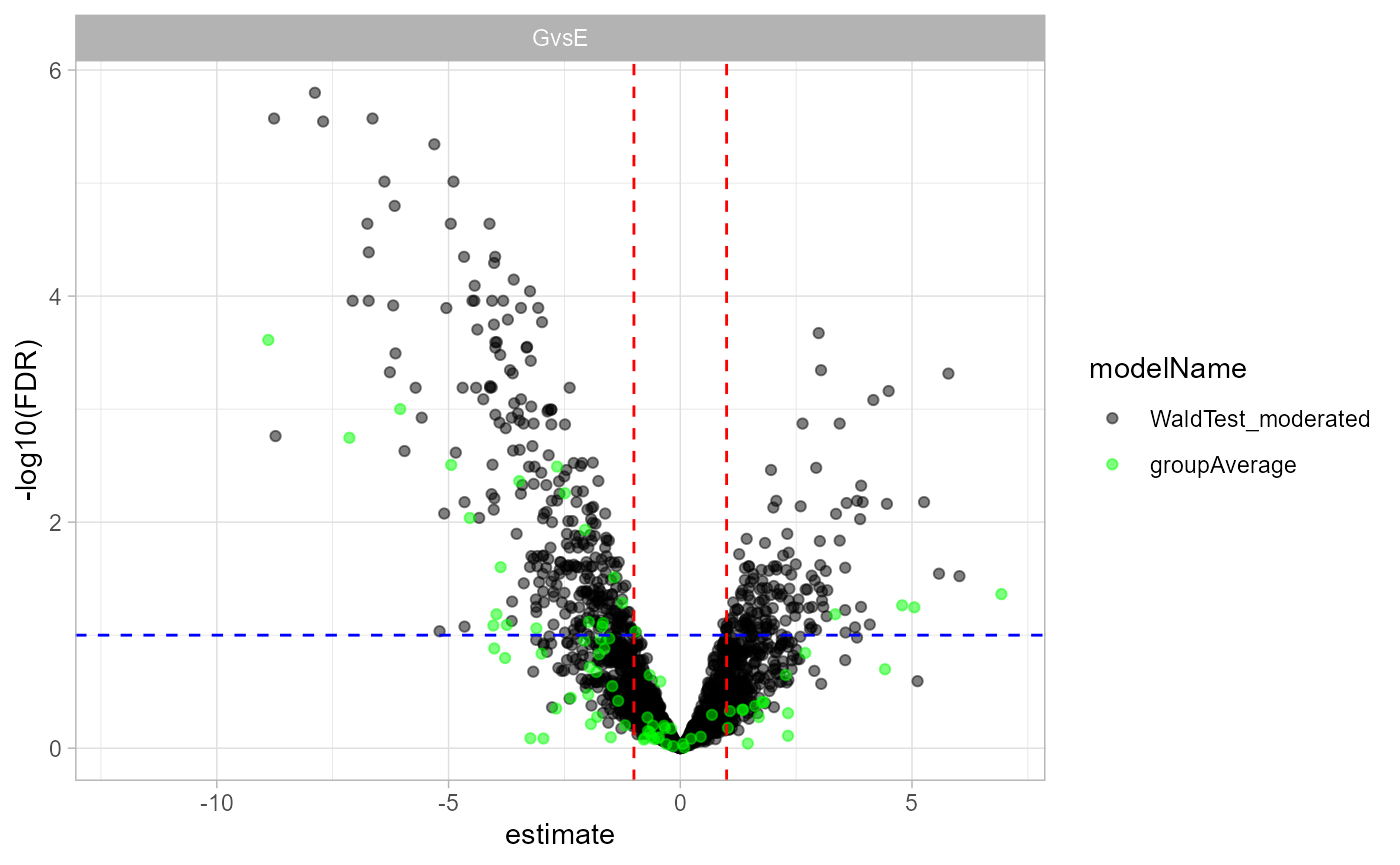 GvsE
6
4
2
0
-log10(FDR)
-10
-5
0
5
estimate
modelName
WaldTest_moderated
groupAverage